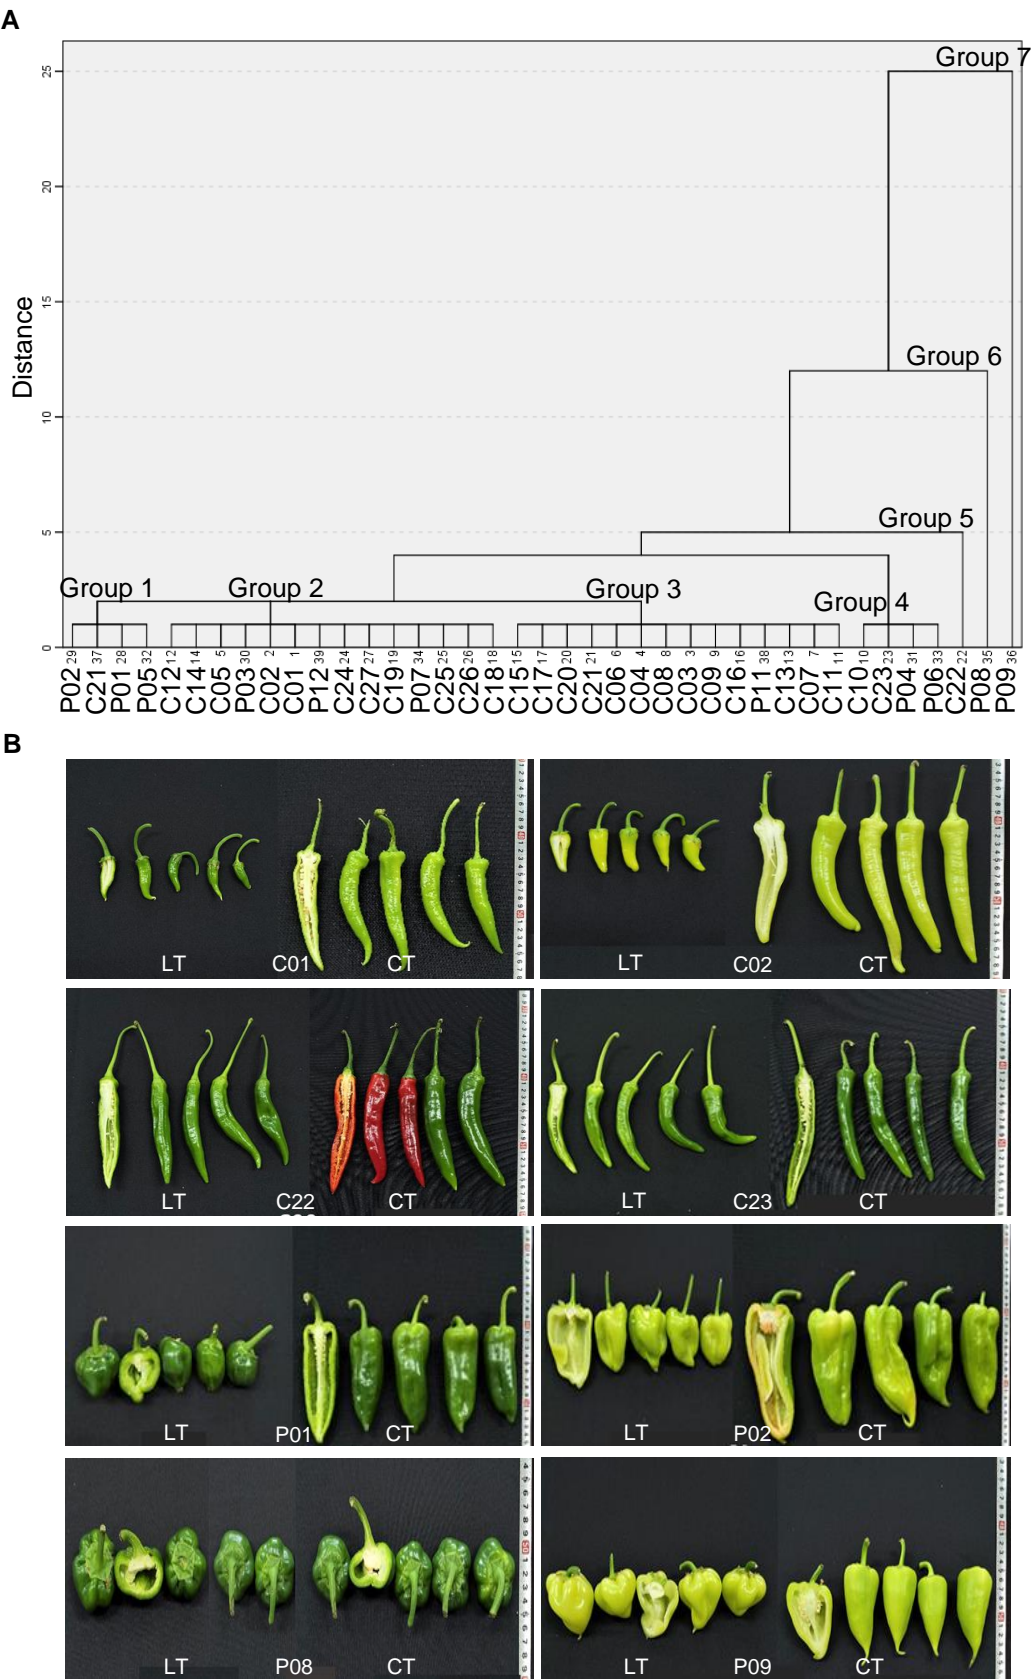 A
Group 7
25
20
15
Group 6
10
Group 5
5
Group 1 Group 2 Group 3 Group 4
0
Distance
29 37 28 32 12 14 5 30 2 1 39 24 27 19 34 25 26 18 15 17 20 21 6 4 8 3 9 16 38 13 7 11 10 23 31 33 22 35 36
P02 C21 P01 P05 C12 C14 C05 P03 C02 C01 P12 C24 C27 C19 P07 C25 C26 C18 C15 C17 C20 C21 C06 C04 C08 C03 C09 C16 P11 C13 C07 C11 C10 C23 P04 P06 C22 P08 P09
B
LT C01 CT
LT C02 CT
LT C22 CT
LT C23 CT
LT P01 CT
LT P02 CT
LT P08 CT
LT P09 CT